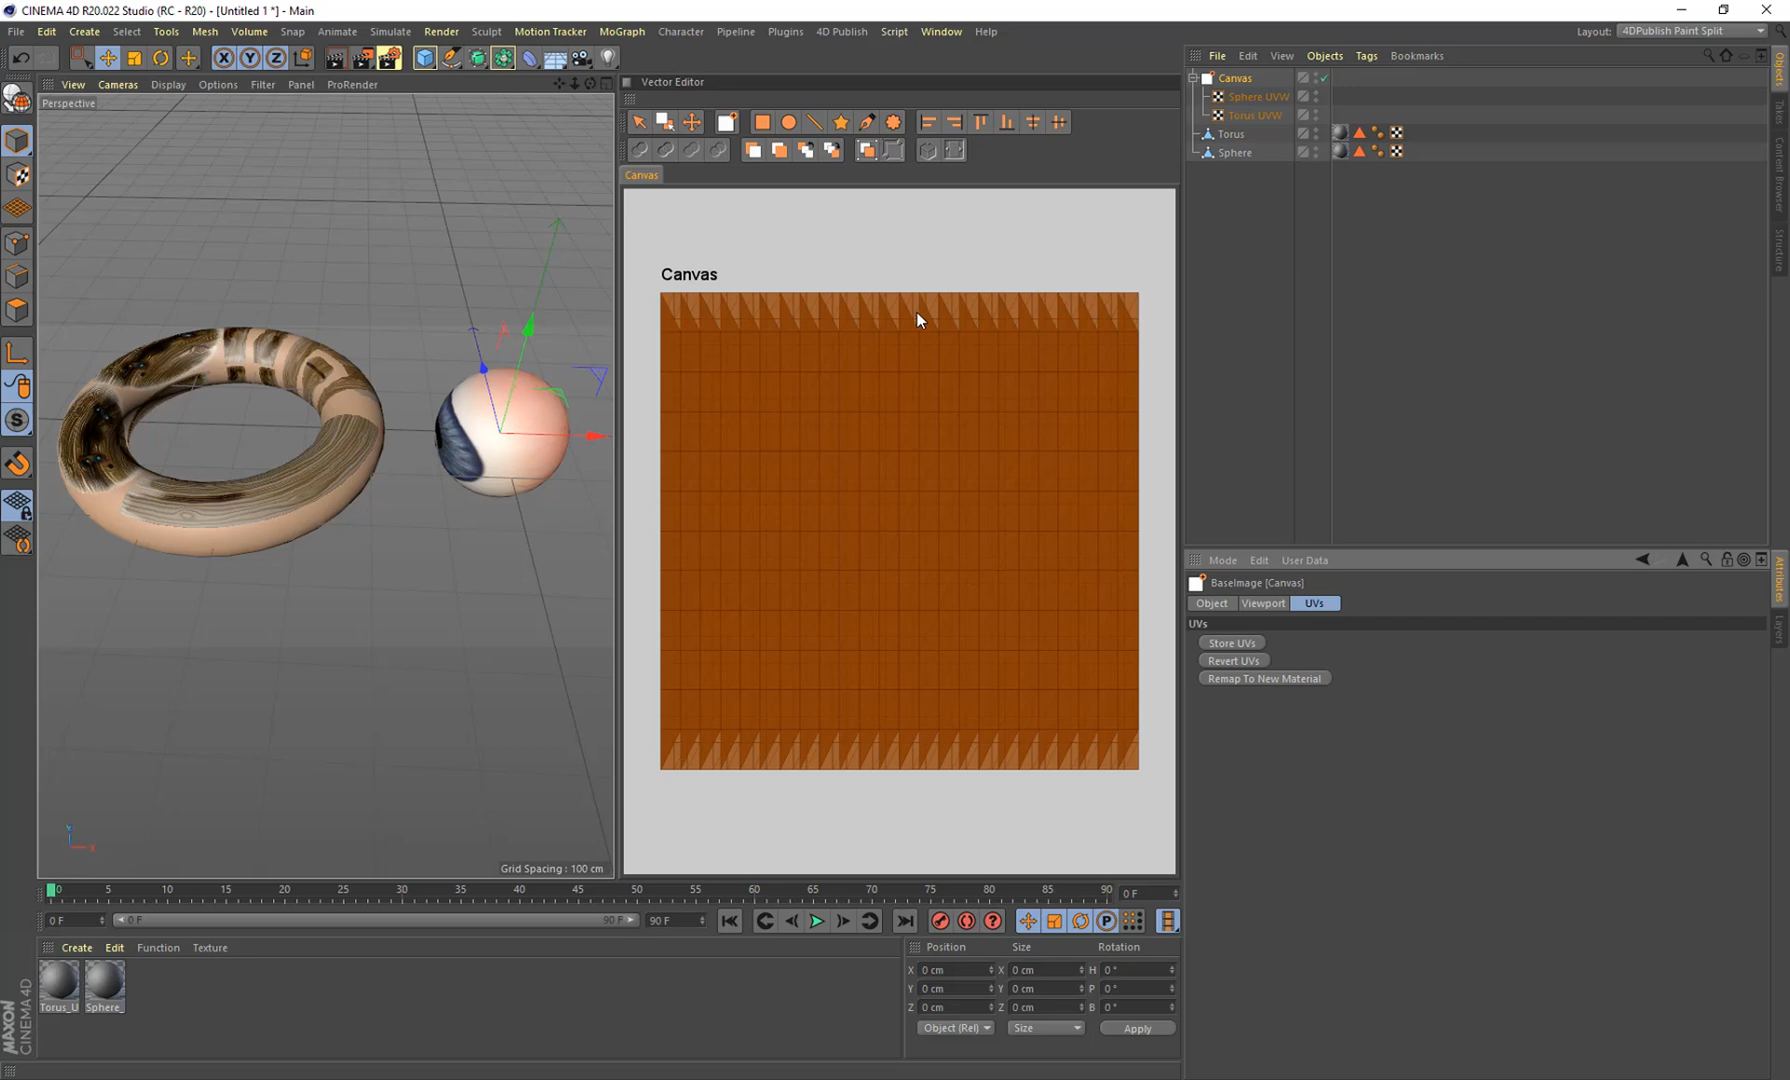 CINEMA 4D R20.022 Studio (RC - R20) - [Untitled 1 *] - Main
File Edit Create Select Tools Mesh Volume Snap Animate Simulate Render Sculpt Motion Tracker MoGraph Character Pipeline Plugins 4D Publish Script Window Help
Layout: 4DPublish Paint Split
View Cameras Display Filter Panel ProRender
Perspective
Vector Editor
Canvas
Canvas
File Edit View Objects Tags Bookmarks
Canvas
Sphere UVW
Torus UVW
Torus
Sphere
Objects
Takes
Content Browser
Structure
Mode Edit User Data
BaseImage [Canvas]
Object Viewport UVs
UVs
Store UVs
Revert UVs
Remap To New Material
Attributes
Layers
Y
X
Grid Spacing : 100 cm
0 5 10 15 20 25 30 35 40 45 50 55 60 65 70 75 80 85 90
0 F
0 F 0 F 90 F 90 F
Create Edit Function Texture
Torus_U Sphere_
Position Size Rotation
X 0 cm X 0 cm H 0 °
Y 0 cm Y 0 cm P 0 °
Z 0 cm Z 0 cm B 0 °
Object (Rel) Size Apply
MAXON
CINEMA 4D